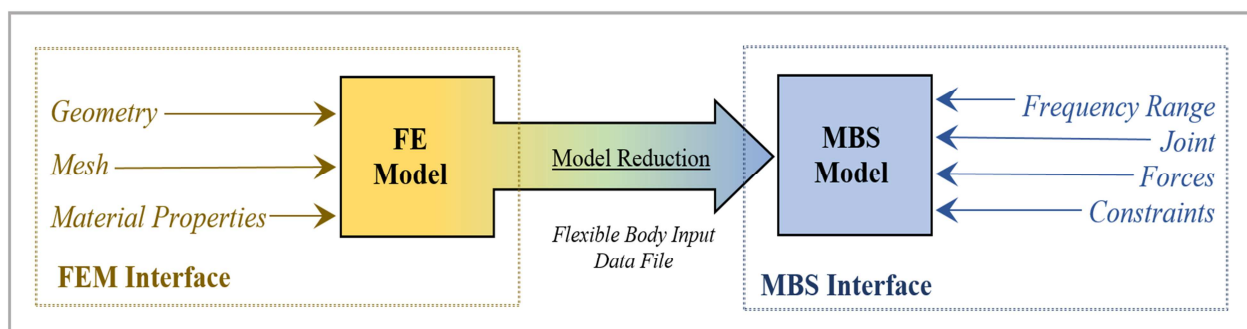 Geometry
Mesh
Material Properties
FEM Interface
FE
Model
Model Reduction
Flexible Body Input
Data File
MBS
Model
Frequency Range
Joint
Forces
Constraints
MBS Interface